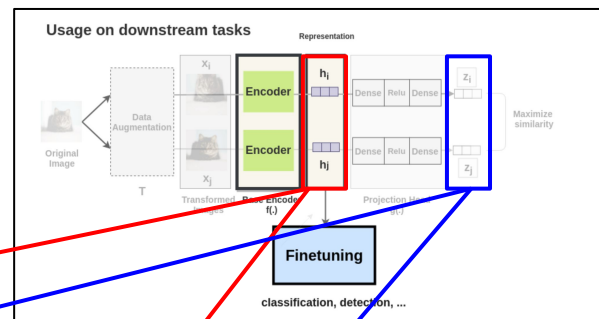 Usage on downstream tasks
Representation
xi
hi
zi
Encoder
Dense Relu Dense
Data
Augmentation
Maximize
similarity
Original
Image
Encoder
Dense Relu Dense
xj
hj
zj
T
Transformed
Images
Base Encoder
f(.)
Projection Head
g(.)
Finetuning
classification, detection, ...